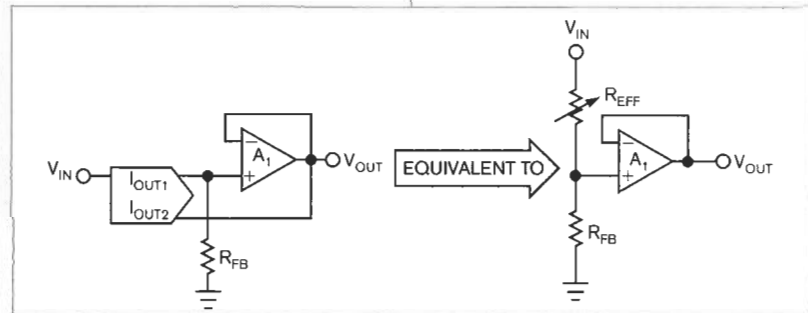 V_IN
I_OUT1
I_OUT2
A_1
−
+
V_OUT
R_FB
EQUIVALENT TO
V_IN
R_EFF
A_1
−
+
V_OUT
R_FB